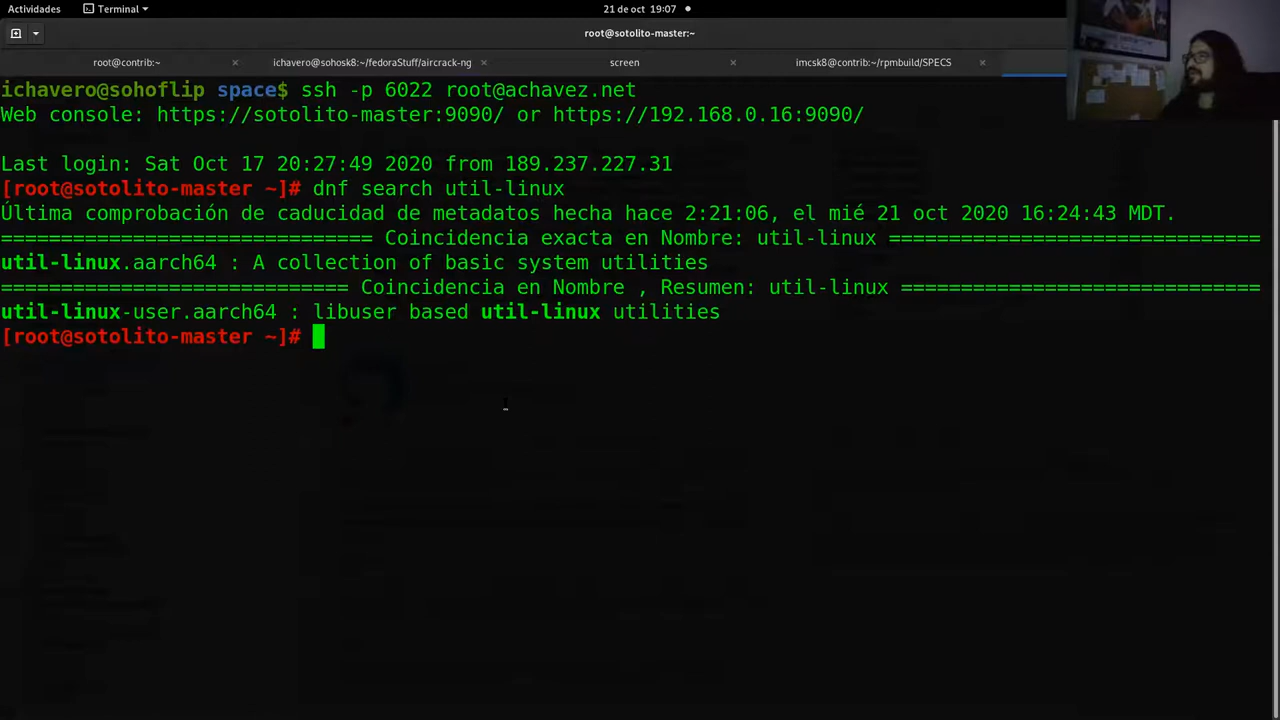 Actividades
Terminal
21 de oct 19:07
root@sotolito-master:~
root@contrib:~
ichavero@sohosk8:~/fedoraStuff/aircrack-ng
screen
imcsk8@contrib:~/rpmbuild/SPECS
ichavero@sohoflip space$ ssh -p 6022 root@achavez.net
Web console: https://sotolito-master:9090/ or https://192.168.0.16:9090/
Last login: Sat Oct 17 20:27:49 2020 from 189.237.227.31
[root@sotolito-master ~]# dnf search util-linux
Última comprobación de caducidad de metadatos hecha hace 2:21:06, el mié 21 oct 2020 16:24:43 MDT.
=============================== Coincidencia exacta en Nombre: util-linux ===============================
util-linux.aarch64 : A collection of basic system utilities
============================= Coincidencia en Nombre , Resumen: util-linux ==============================
util-linux-user.aarch64 : libuser based util-linux utilities
[root@sotolito-master ~]#